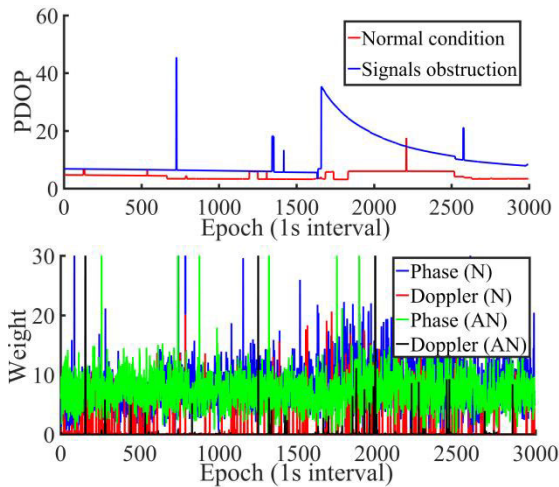 60
Normal condition
Signals obstruction
40
PDOP
20
0
0 500 1000 1500 2000 2500 3000
Epoch (1s interval)
30
Phase (N)
Doppler (N)
Phase (AN)
Doppler (AN)
20
Weight
10
0
0 500 1000 1500 2000 2500 3000
Epoch (1s interval)